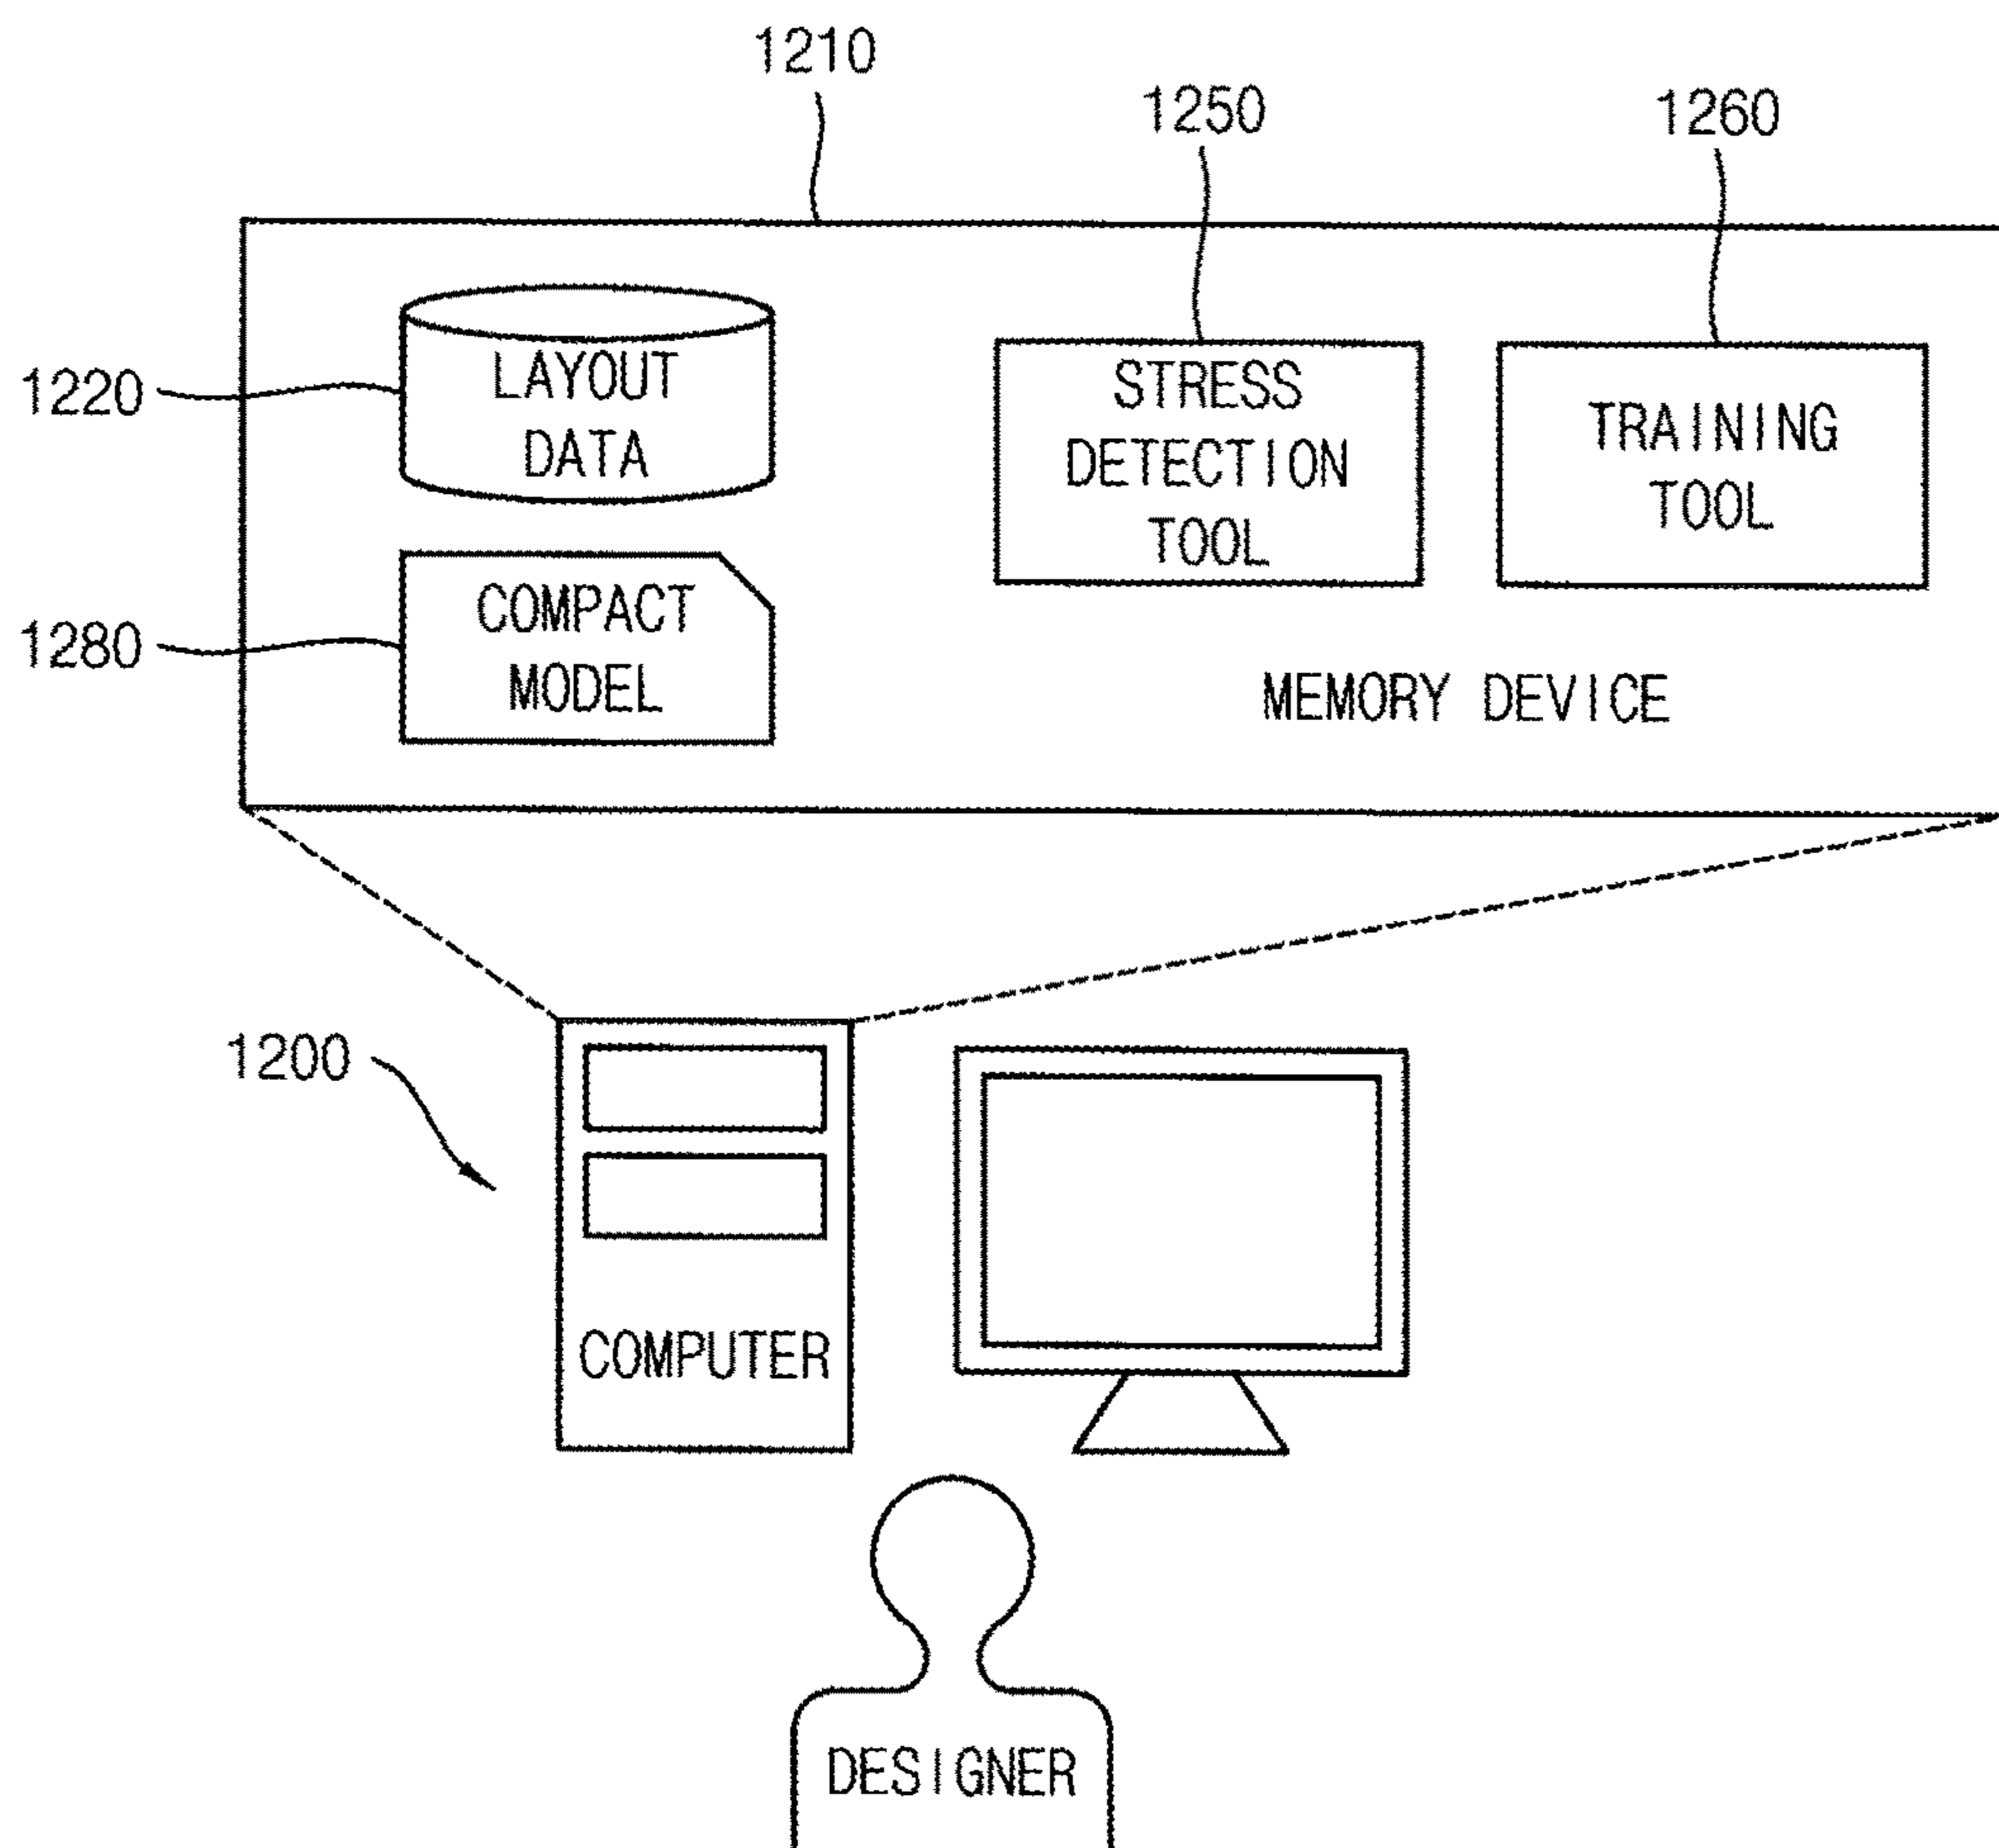 1210
1250
1260
1220
LAYOUT
DATA
STRESS
DETECTION
TOOL
TRAINING
TOOL
1280
COMPACT
MODEL
MEMORY DEVICE
1200
COMPUTER
DESIGNER